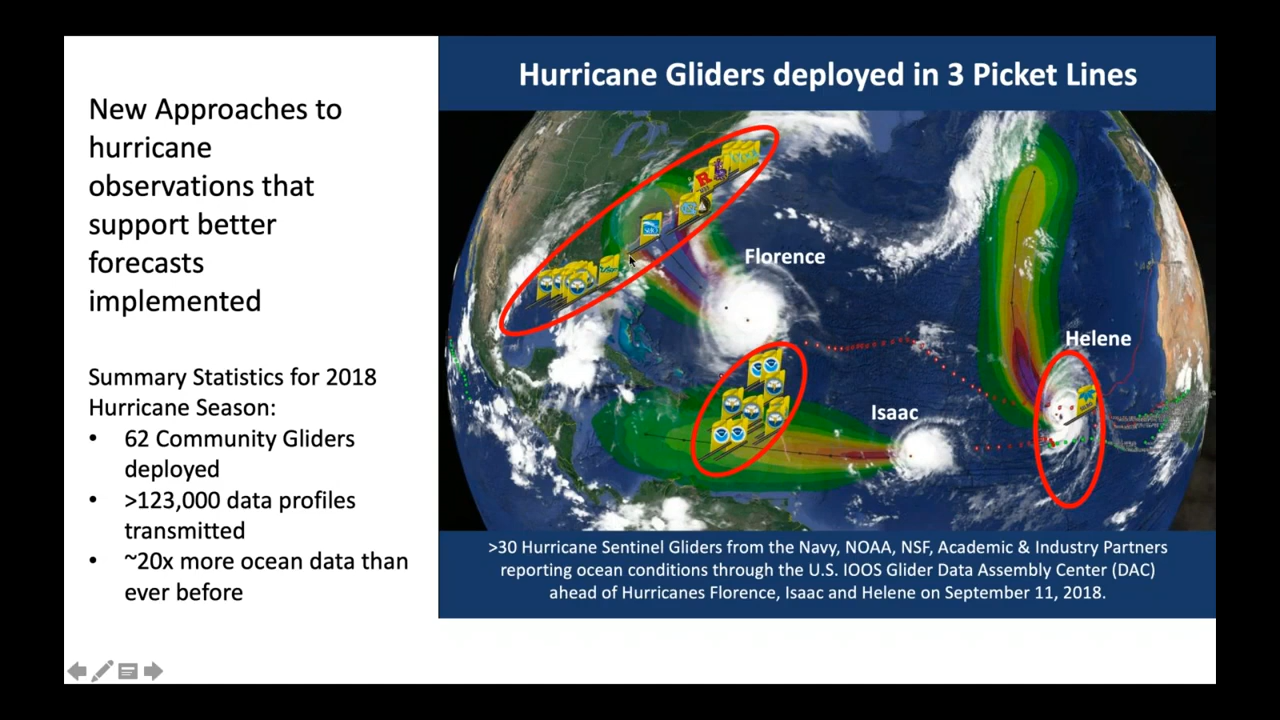 Hurricane Gliders deployed in 3 Picket Lines
New Approaches to
hurricane
observations that
support better
forecasts
implemented
Summary Statistics for 2018
Hurricane Season:
• 62 Community Gliders
deployed
• >123,000 data profiles
transmitted
• ~20x more ocean data than
ever before
Florence
Helene
Isaac
R
>30 Hurricane Sentinel Gliders from the Navy, NOAA, NSF, Academic & Industry Partners
reporting ocean conditions through the U.S. IOOS Glider Data Assembly Center (DAC)
ahead of Hurricanes Florence, Isaac and Helene on September 11, 2018.